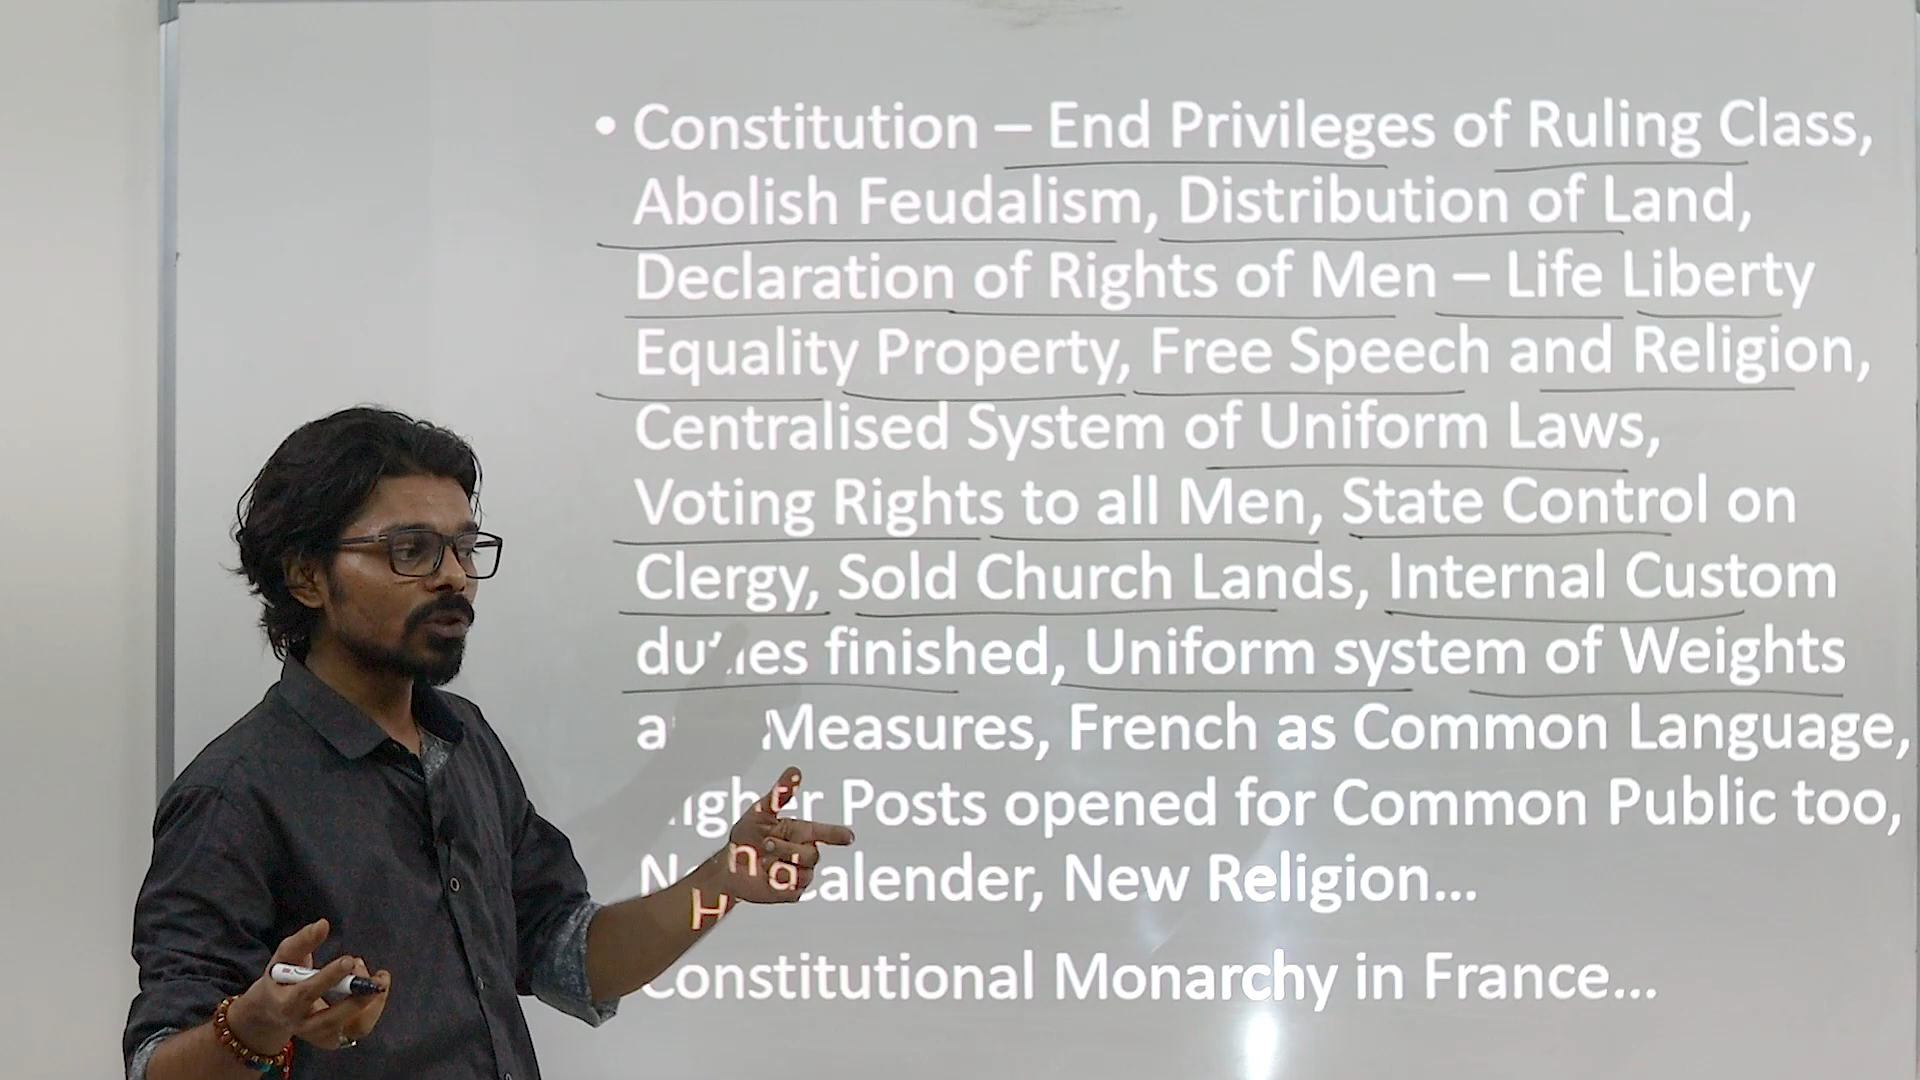 • Constitution – End Privileges of Ruling Class,
Abolish Feudalism, Distribution of Land,
Declaration of Rights of Men – Life Liberty
Equality Property, Free Speech and Religion,
Centralised System of Uniform Laws,
Voting Rights to all Men, State Control on
Clergy, Sold Church Lands, Internal Custom
duties finished, Uniform system of Weights
and Measures, French as Common Language,
Higher Posts opened for Common Public too,
Calender, New Religion...
Constitutional Monarchy in France...